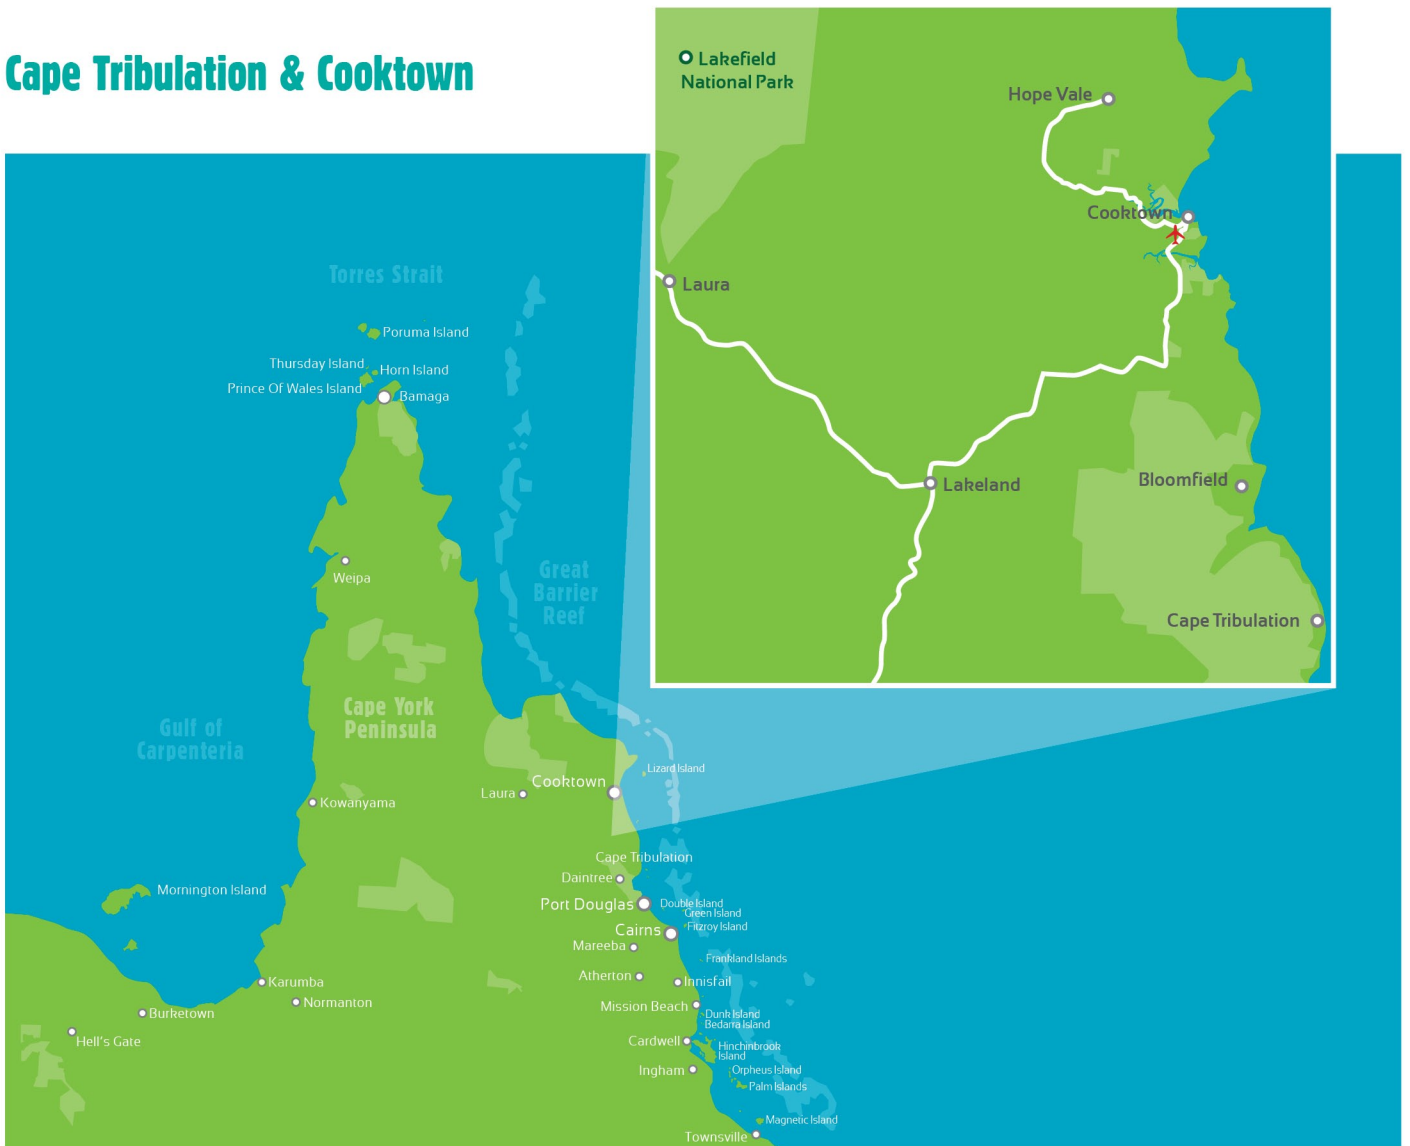 Cape Tribulation & Cooktown
Lakefield
National Park
Hope Vale
Cooktown
Laura
Lakeland
Bloomfield
Cape Tribulation
Torres Strait
Poruma Island
Thursday Island
Horn Island
Prince Of Wales Island
Bamaga
Weipa
Great
Barrier
Reef
Cape York
Peninsula
Gulf of
Carpenteria
Lizard Island
Cooktown
Laura
Kowanyama
Cape Tribulation
Daintree
Mornington Island
Port Douglas
Double Island
Green Island
Cairns
Fitzroy Island
Mareeba
Frankland Islands
Atherton
Innisfail
Karumba
Normanton
Mission Beach
Burketown
Dunk Island
Bedarra Island
Hell's Gate
Cardwell
Hinchinbrook
Island
Ingham
Orpheus Island
Palm Islands
Magnetic Island
Townsville